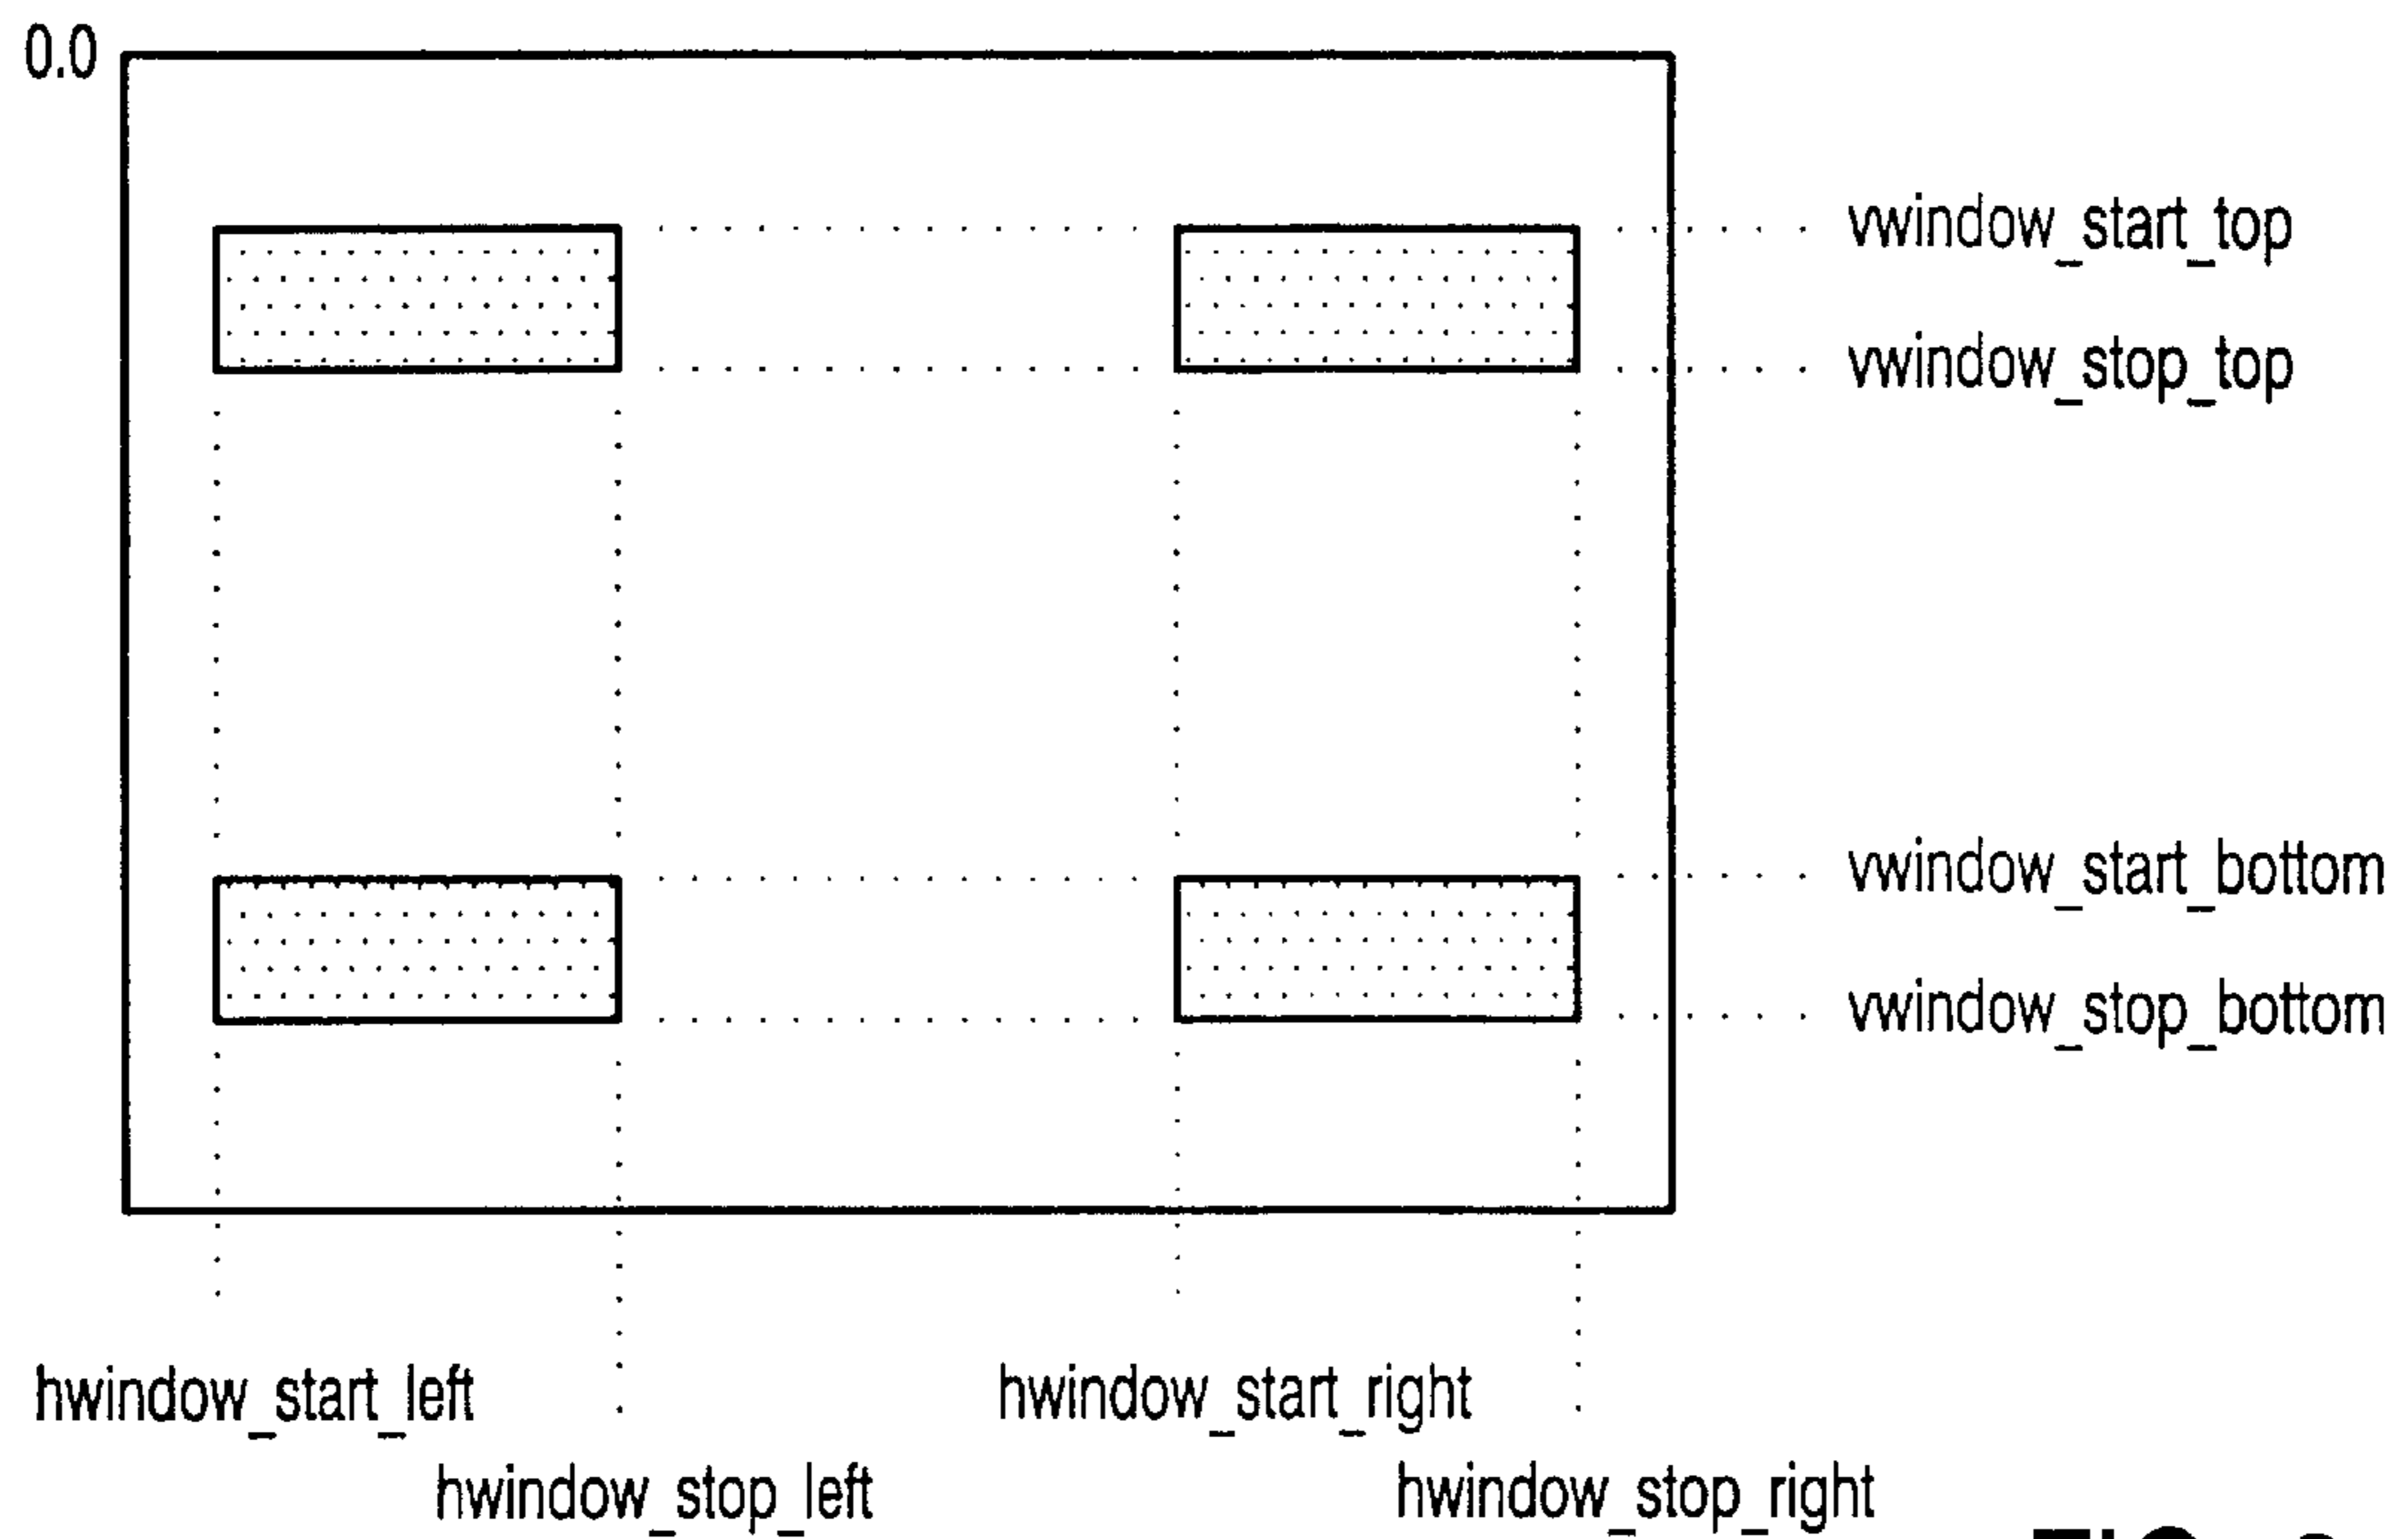 0.0
vwindow_start_top
vwindow_stop_top
vwindow_start_bottom
vwindow_stop_bottom
hwindow_start_left
hwindow_start_right
hwindow_stop_left
hwindow_stop_right